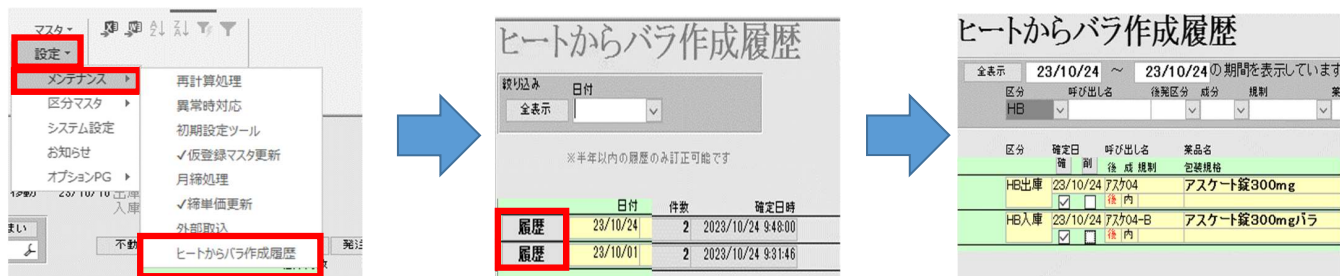 マスタ
設定
メンテナンス
区分マスタ
システム設定
お知らせ
オプションPG
再計算処理
異常時対応
初期設定ツール
✓仮登録マスタ更新
月締処理
✓締単価更新
外部取込
ヒートからバラ作成履歴
23/10/10 出庫
入庫
まい
不動
発注
ヒートからバラ作成履歴
絞り込み
日付
全表示
※半年以内の履歴のみ訂正可能です
日付 件数 確定日時
履歴 23/10/24 2 2023/10/24 9:48:00
履歴 23/10/01 2 2023/10/24 9:31:46
ヒートからバラ作成履歴
全表示 23/10/24 ～ 23/10/24の期間を表示しています
区分 呼び出し名 後発区分 成分 規制 薬
HB
区分 確定日 呼び出し名 薬品名
確 削 後 成 規制 包装規格
HB出庫 23/10/24 アスケ04 アスケート錠300mg
後 内
HB入庫 23/10/24 アスケ04-B アスケート錠300mgバラ
後 内